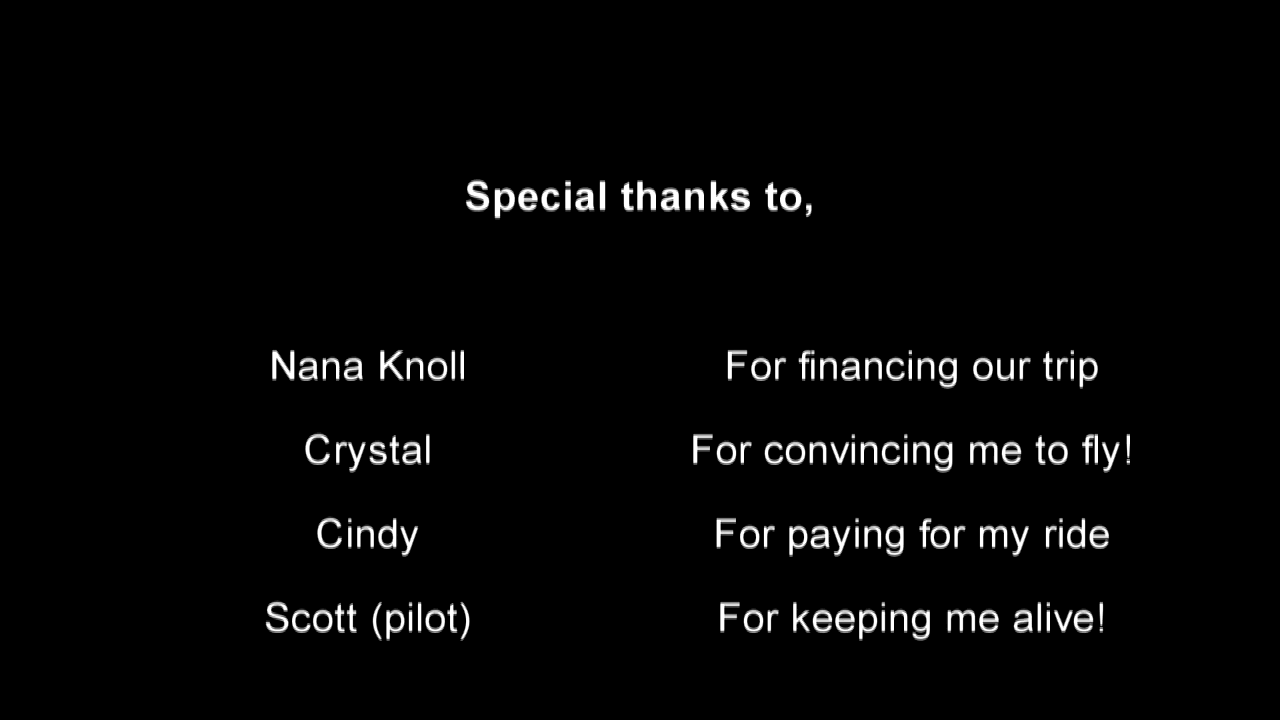 Special thanks to,
Nana Knoll For financing our trip
Crystal For convincing me to fly!
Cindy For paying for my ride
Scott (pilot) For keeping me alive!